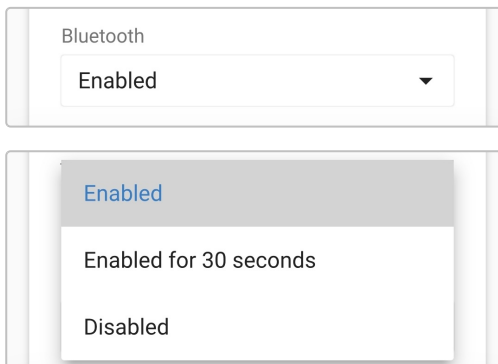 Bluetooth
Enabled
Enabled
Enabled for 30 seconds
Disabled